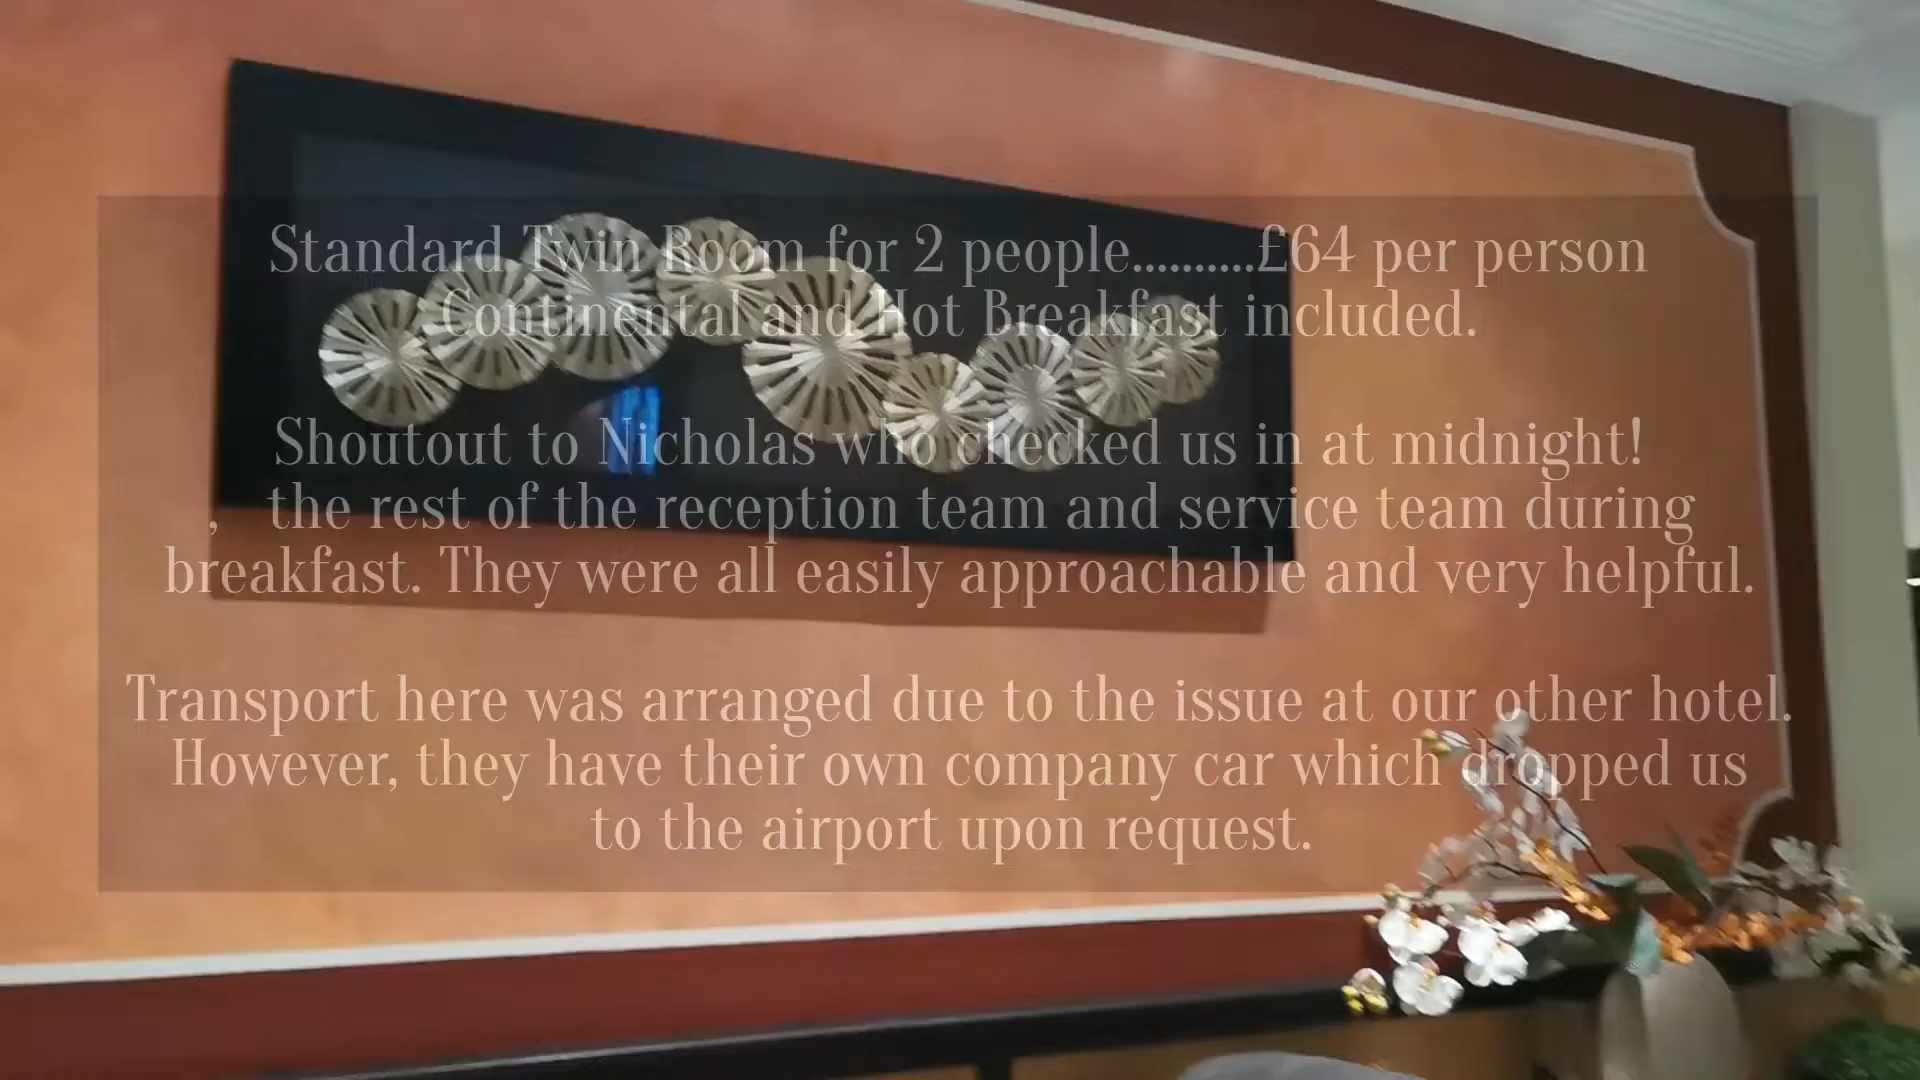 Standard Twin Room for 2 people..........£64 per person
Continental and Hot Breakfast included.
Shoutout to Nicholas who checked us in at midnight!
, the rest of the reception team and service team during
breakfast. They were all easily approachable and very helpful.
Transport here was arranged due to the issue at our other hotel.
However, they have their own company car which dropped us
to the airport upon request.